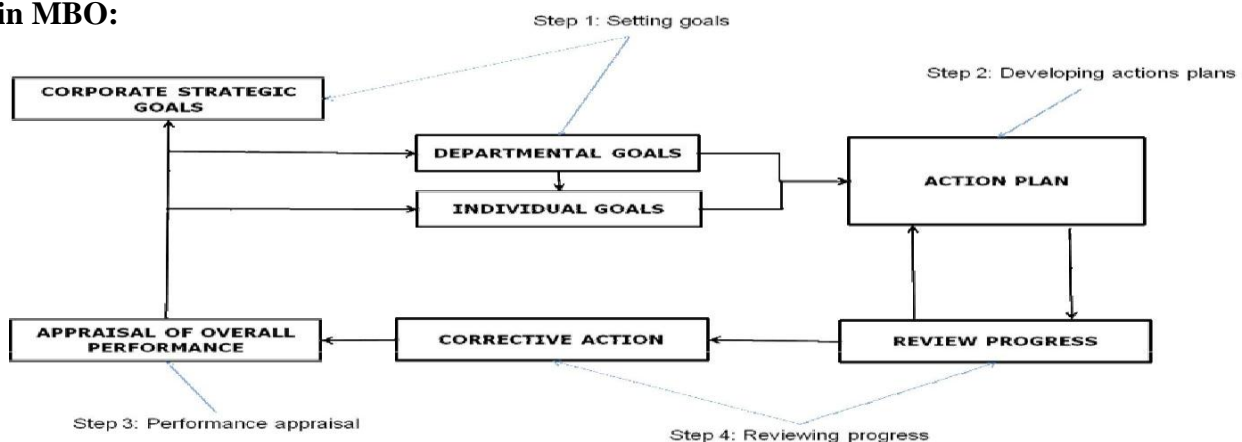 in MBO:
Step 1: Setting goals
Step 2: Developing actions plans
CORPORATE STRATEGIC
GOALS
DEPARTMENTAL GOALS
ACTION PLAN
INDIVIDUAL GOALS
APPRAISAL OF OVERALL
PERFORMANCE
CORRECTIVE ACTION
REVIEW PROGRESS
Step 3: Performance appraisal
Step 4: Reviewing progress